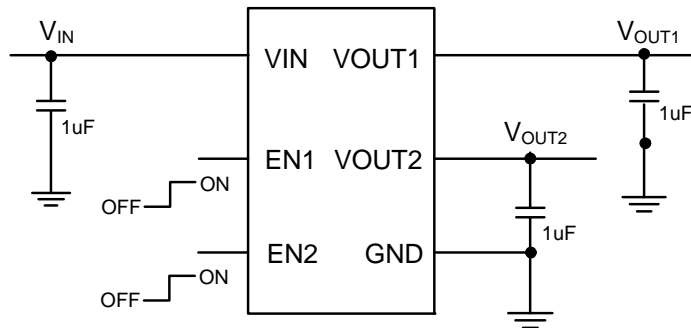 VIN
VOUT1
VIN VOUT1
1uF
1uF
VOUT2
EN1 VOUT2
ON
OFF
1uF
EN2 GND
ON
OFF